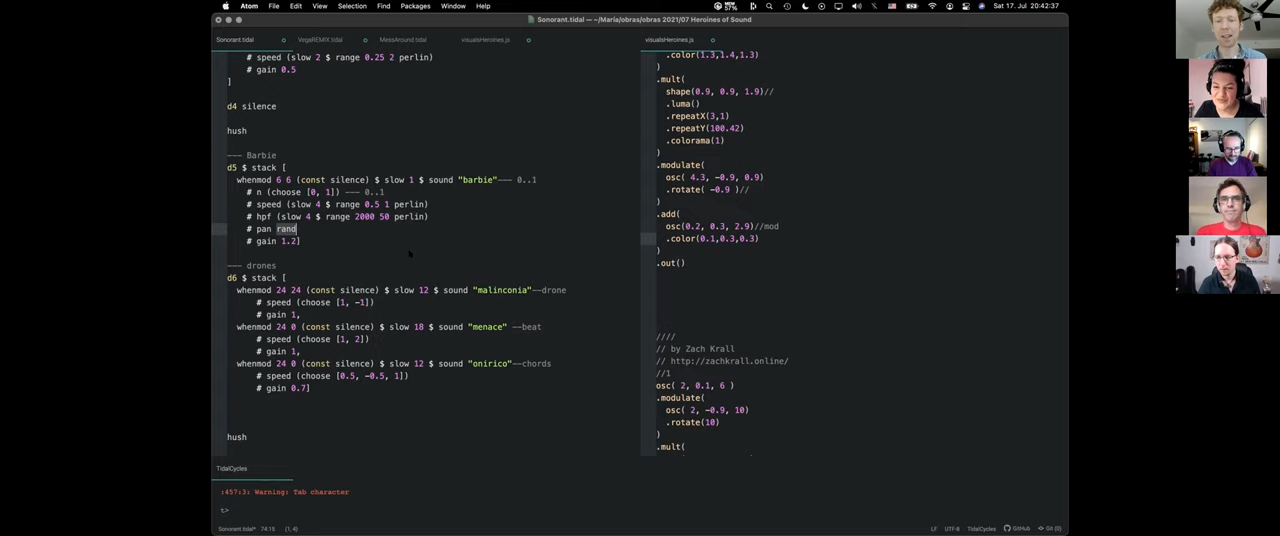 Atom File Edit View Selection Find Packages Window Help
57% Sat 17. Jul 20:42:37
Sonorant.tidal — ~/Maria/obras/obras 2021/07 Heroines of Sound
Sonorant.tidal VegaREMIX.tidal MessAround.tidal visualsHeroines.js
# speed (slow 2 $ range 0.25 2 perlin)
# gain 0.5
]
d4 silence
hush
--- Barbie
d5 $ stack [
whenmod 6 6 (const silence) $ slow 1 $ sound "barbie"--- 0..1
# n (choose [0, 1]) --- 0..1
# speed (slow 4 $ range 0.5 1 perlin)
# hpf (slow 4 $ range 2000 50 perlin)
# pan rand
# gain 1.2]
--- drones
d6 $ stack [
whenmod 24 24 (const silence) $ slow 12 $ sound "malinconia"--drone
# speed (choose [1, -1])
# gain 1,
whenmod 24 0 (const silence) $ slow 18 $ sound "menace" --beat
# speed (choose [1, 2])
# gain 1,
whenmod 24 0 (const silence) $ slow 12 $ sound "onirico"--chords
# speed (choose [0.5, -0.5, 1])
# gain 0.7]
hush
visualsHeroines.js
.color(1.3,1.4,1.3)
)
.mult(
shape(0.9, 0.9, 1.9)//
.luma()
.repeatX(3,1)
.repeatY(100.42)
.colorama(1)
)
.modulate(
osc( 4.3, -0.9, 0.9)
.rotate( -0.9 )//
)
.add(
osc(0.2, 0.3, 2.9)//mod
.color(0.1,0.3,0.3)
)
.out()
////
// by Zach Krall
// http://zachkrall.online/
//1
osc( 2, 0.1, 6 )
.modulate(
osc( 2, -0.9, 10)
.rotate(10)
)
.mult(
TidalCycles
:457:3: Warning: Tab character
t>
Sonorant.tidal* 74:15 (1, 4) LF UTF-8 TidalCycles GitHub Git (0)